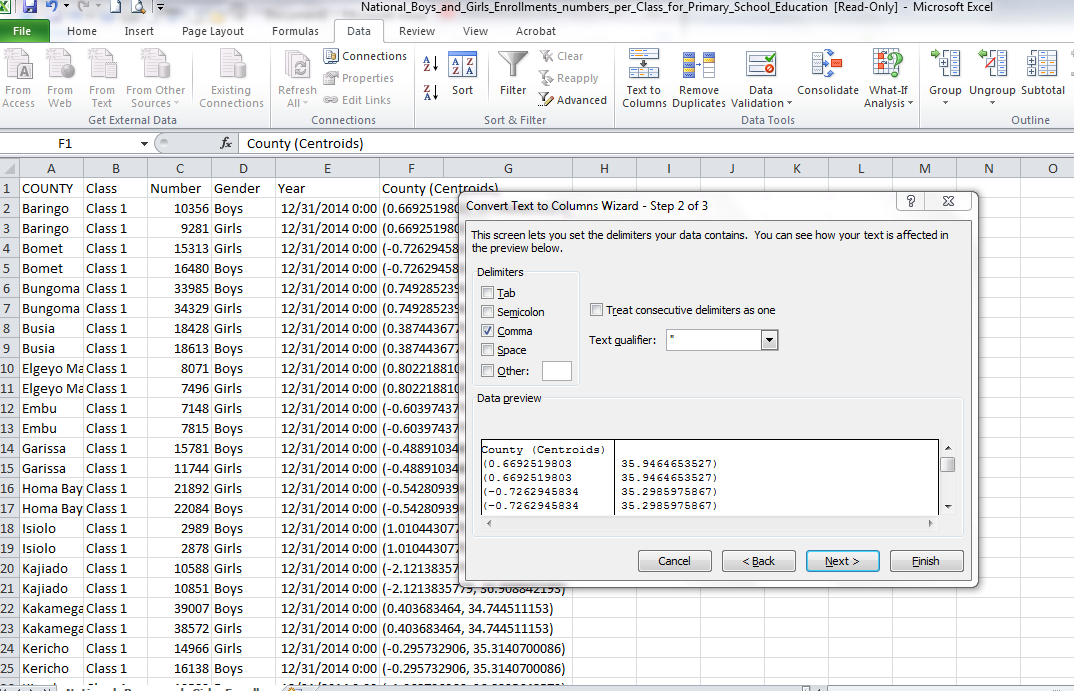 National_Boys_and_Girls_Enrollments_numbers_per_Class_for_Primary_School_Education [Read-Only] - Microsoft Excel
File Home Insert Page Layout Formulas Data Review View Acrobat
From Access
From Web
From Text
From Other Sources
Existing Connections
Get External Data
Refresh All
Connections
Properties
Edit Links
Connections
Sort
Filter
Clear
Reapply
Advanced
Sort & Filter
Text to Columns
Remove Duplicates
Data Validation
Consolidate
What-If Analysis
Data Tools
Group
Ungroup
Subtotal
Outline
F1 fx County (Centroids)
A B C D E F G H I J K L M N O
1 COUNTY Class Number Gender Year County (Centroids)
2 Baringo Class 1 10356 Boys 12/31/2014 0:00 (0.66925198
3 Baringo Class 1 9281 Girls 12/31/2014 0:00 (0.66925198
4 Bomet Class 1 15313 Girls 12/31/2014 0:00 (-0.72629458
5 Bomet Class 1 16480 Boys 12/31/2014 0:00 (-0.72629458
6 Bungoma Class 1 33985 Boys 12/31/2014 0:00 (0.749285239
7 Bungoma Class 1 34329 Girls 12/31/2014 0:00 (0.749285239
8 Busia Class 1 18428 Girls 12/31/2014 0:00 (0.387443677
9 Busia Class 1 18613 Boys 12/31/2014 0:00 (0.387443677
10 Elgeyo Ma Class 1 8071 Boys 12/31/2014 0:00 (0.802218810
11 Elgeyo Ma Class 1 7496 Girls 12/31/2014 0:00 (0.802218810
12 Embu Class 1 7148 Girls 12/31/2014 0:00 (-0.60397437
13 Embu Class 1 7815 Boys 12/31/2014 0:00 (-0.60397437
14 Garissa Class 1 15781 Boys 12/31/2014 0:00 (-0.48891034
15 Garissa Class 1 11744 Girls 12/31/2014 0:00 (-0.48891034
16 Homa Bay Class 1 21892 Girls 12/31/2014 0:00 (-0.54280939
17 Homa Bay Class 1 22084 Boys 12/31/2014 0:00 (-0.54280939
18 Isiolo Class 1 2989 Boys 12/31/2014 0:00 (1.010443077
19 Isiolo Class 1 2878 Girls 12/31/2014 0:00 (1.010443077
20 Kajiado Class 1 10588 Girls 12/31/2014 0:00 (-2.12138357
21 Kajiado Class 1 10851 Boys 12/31/2014 0:00 (-2.1213835779, 36.908842193)
22 Kakamega Class 1 39007 Boys 12/31/2014 0:00 (0.403683464, 34.744511153)
23 Kakamega Class 1 38572 Girls 12/31/2014 0:00 (0.403683464, 34.744511153)
24 Kericho Class 1 14966 Girls 12/31/2014 0:00 (-0.295732906, 35.3140700086)
25 Kericho Class 1 16138 Boys 12/31/2014 0:00 (-0.295732906, 35.3140700086)
Convert Text to Columns Wizard - Step 2 of 3
This screen lets you set the delimiters your data contains. You can see how your text is affected in
the preview below.
Delimiters
Tab
Semicolon
Comma
Space
Other:
Treat consecutive delimiters as one
Text qualifier: "
Data preview
County (Centroids)
(0.6692519803 35.9464653527)
(0.6692519803 35.9464653527)
(-0.7262945834 35.2985975867)
(-0.7262945834 35.2985975867)
Cancel < Back Next > Finish